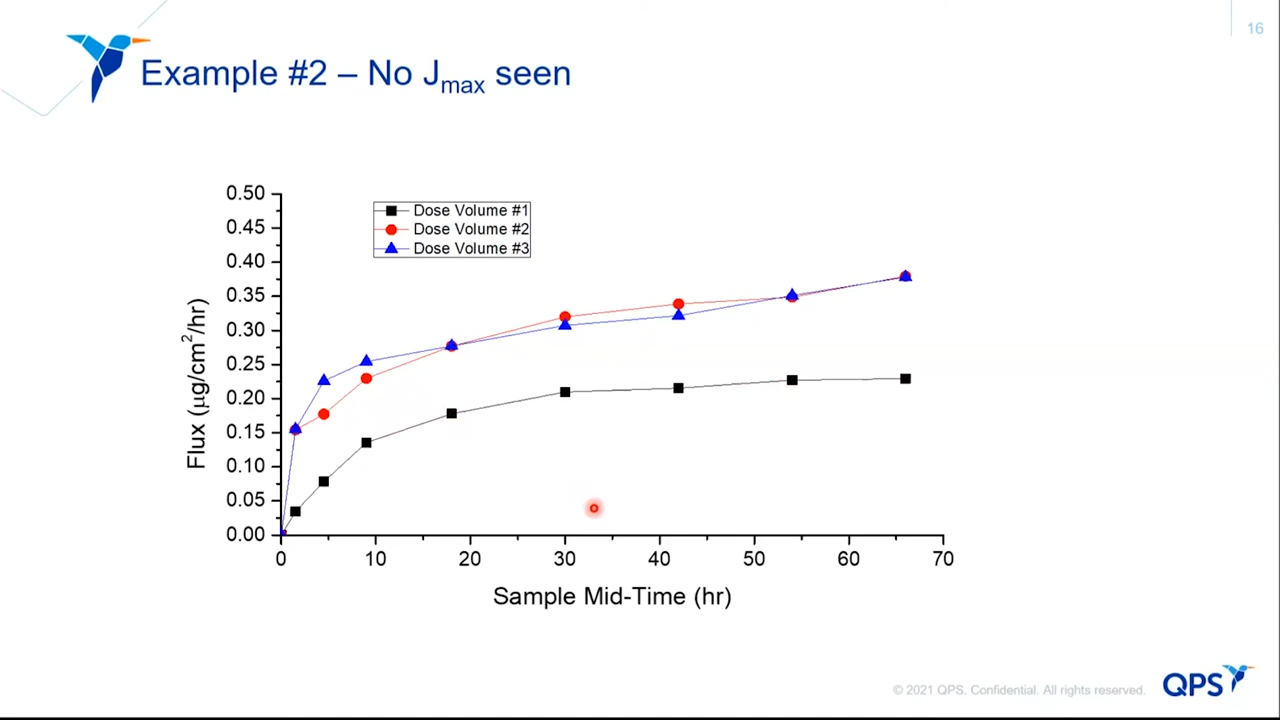 16
Example #2 – No Jmax seen
0.50
0.45
0.40
0.35
0.30
0.25
0.20
0.15
0.10
0.05
0.00
Flux (μg/cm2/hr)
Dose Volume #1
Dose Volume #2
Dose Volume #3
0 10 20 30 40 50 60 70
Sample Mid-Time (hr)
© 2021 QPS. Confidential. All rights reserved.
QPS